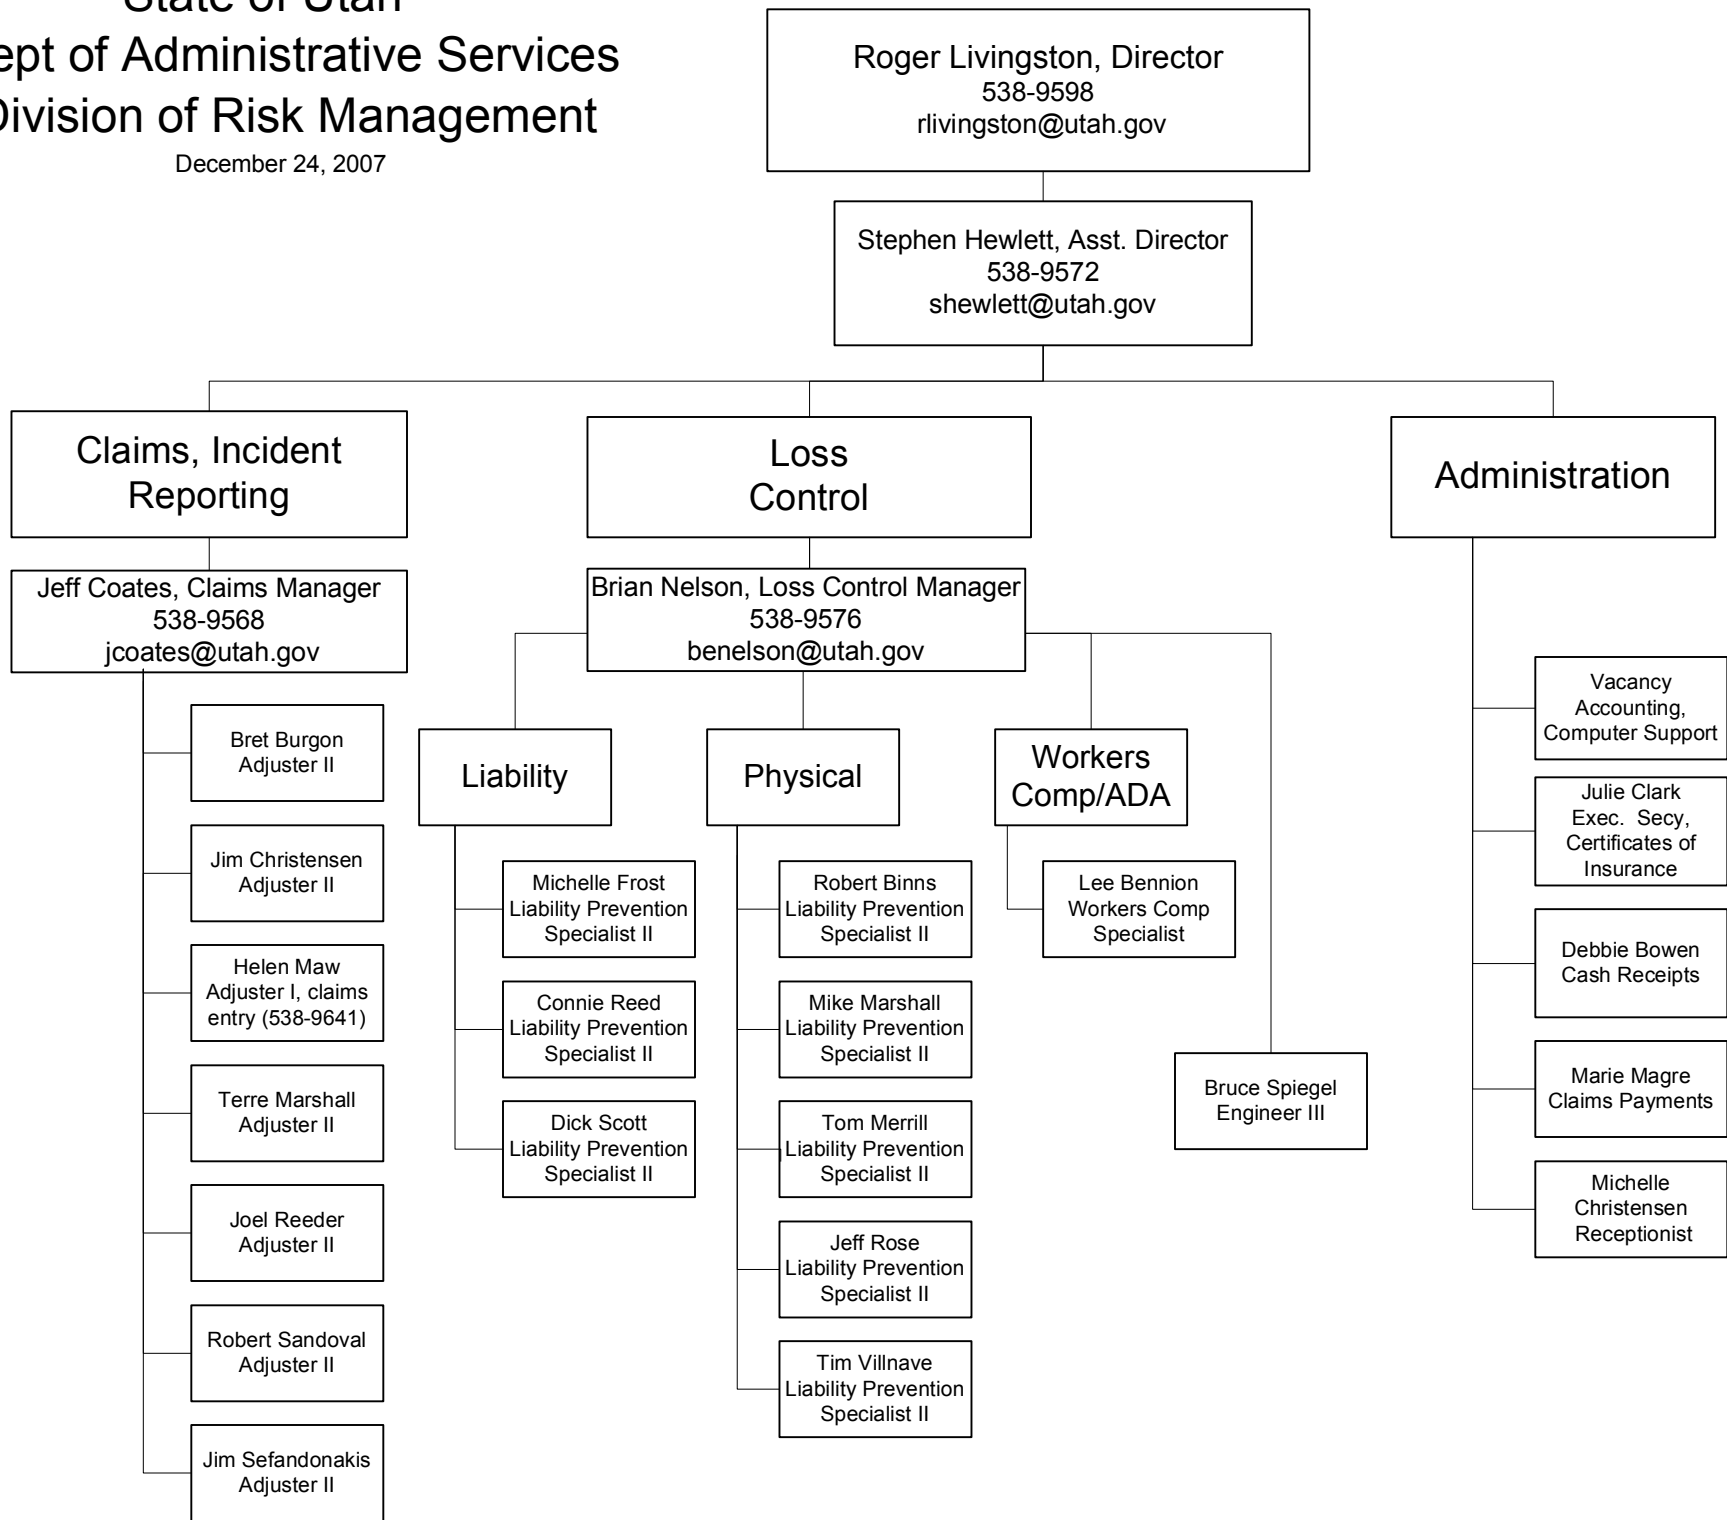 State of Utah
ept of Administrative Services
Division of Risk Management
December 24, 2007
Roger Livingston, Director
538-9598
rlivingston@utah.gov
Stephen Hewlett, Asst. Director
538-9572
shewlett@utah.gov
Claims, Incident
Reporting
Loss
Control
Administration
Jeff Coates, Claims Manager
538-9568
jcoates@utah.gov
Brian Nelson, Loss Control Manager
538-9576
benelson@utah.gov
Bret Burgon
Adjuster II
Jim Christensen
Adjuster II
Helen Maw
Adjuster I, claims
entry (538-9641)
Terre Marshall
Adjuster II
Joel Reeder
Adjuster II
Robert Sandoval
Adjuster II
Jim Sefandonakis
Adjuster II
Liability
Michelle Frost
Liability Prevention
Specialist II
Connie Reed
Liability Prevention
Specialist II
Dick Scott
Liability Prevention
Specialist II
Physical
Robert Binns
Liability Prevention
Specialist II
Mike Marshall
Liability Prevention
Specialist II
Tom Merrill
Liability Prevention
Specialist II
Jeff Rose
Liability Prevention
Specialist II
Tim Villnave
Liability Prevention
Specialist II
Workers
Comp/ADA
Lee Bennion
Workers Comp
Specialist
Bruce Spiegel
Engineer III
Vacancy
Accounting,
Computer Support
Julie Clark
Exec. Secy,
Certificates of
Insurance
Debbie Bowen
Cash Receipts
Marie Magre
Claims Payments
Michelle
Christensen
Receptionist